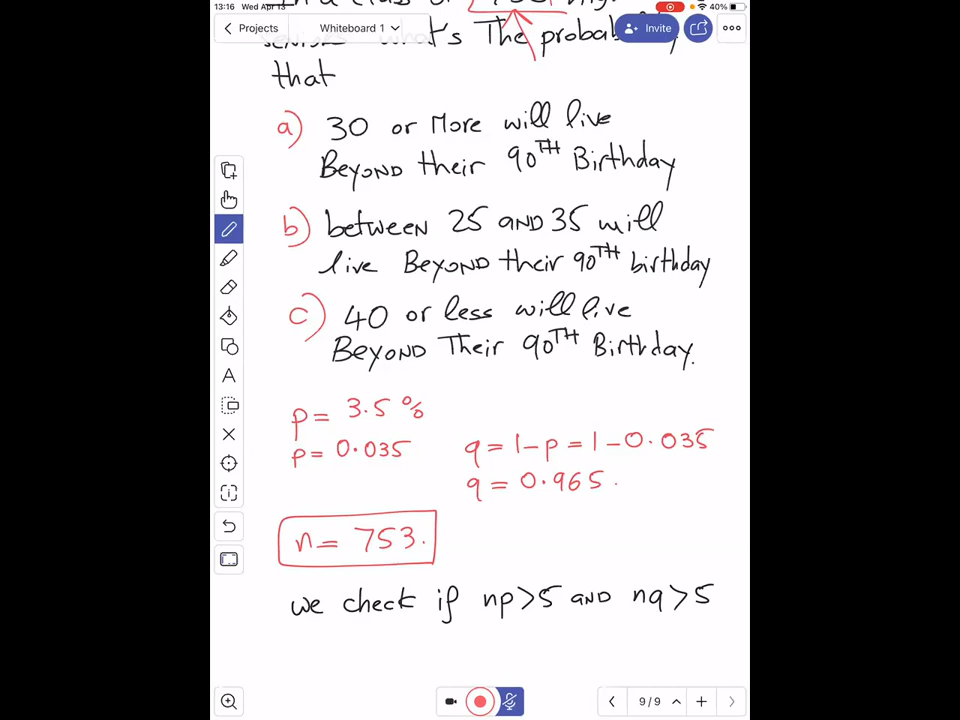 13:16 Wed Apr
40%
Projects
Whiteboard 1
Invite
what's The probability
that
a) 30 or More will live
Beyond their 90TH Birthday
b) between 25 AND 35 will
live Beyond their 90TH birthday
c) 40 or less will live
Beyond Their 90TH Birthday.
p = 3.5 %
p = 0.035
q = 1-p = 1-0.035
q = 0.965
n = 753.
we check if np>5 AND nq>5
A
9/9